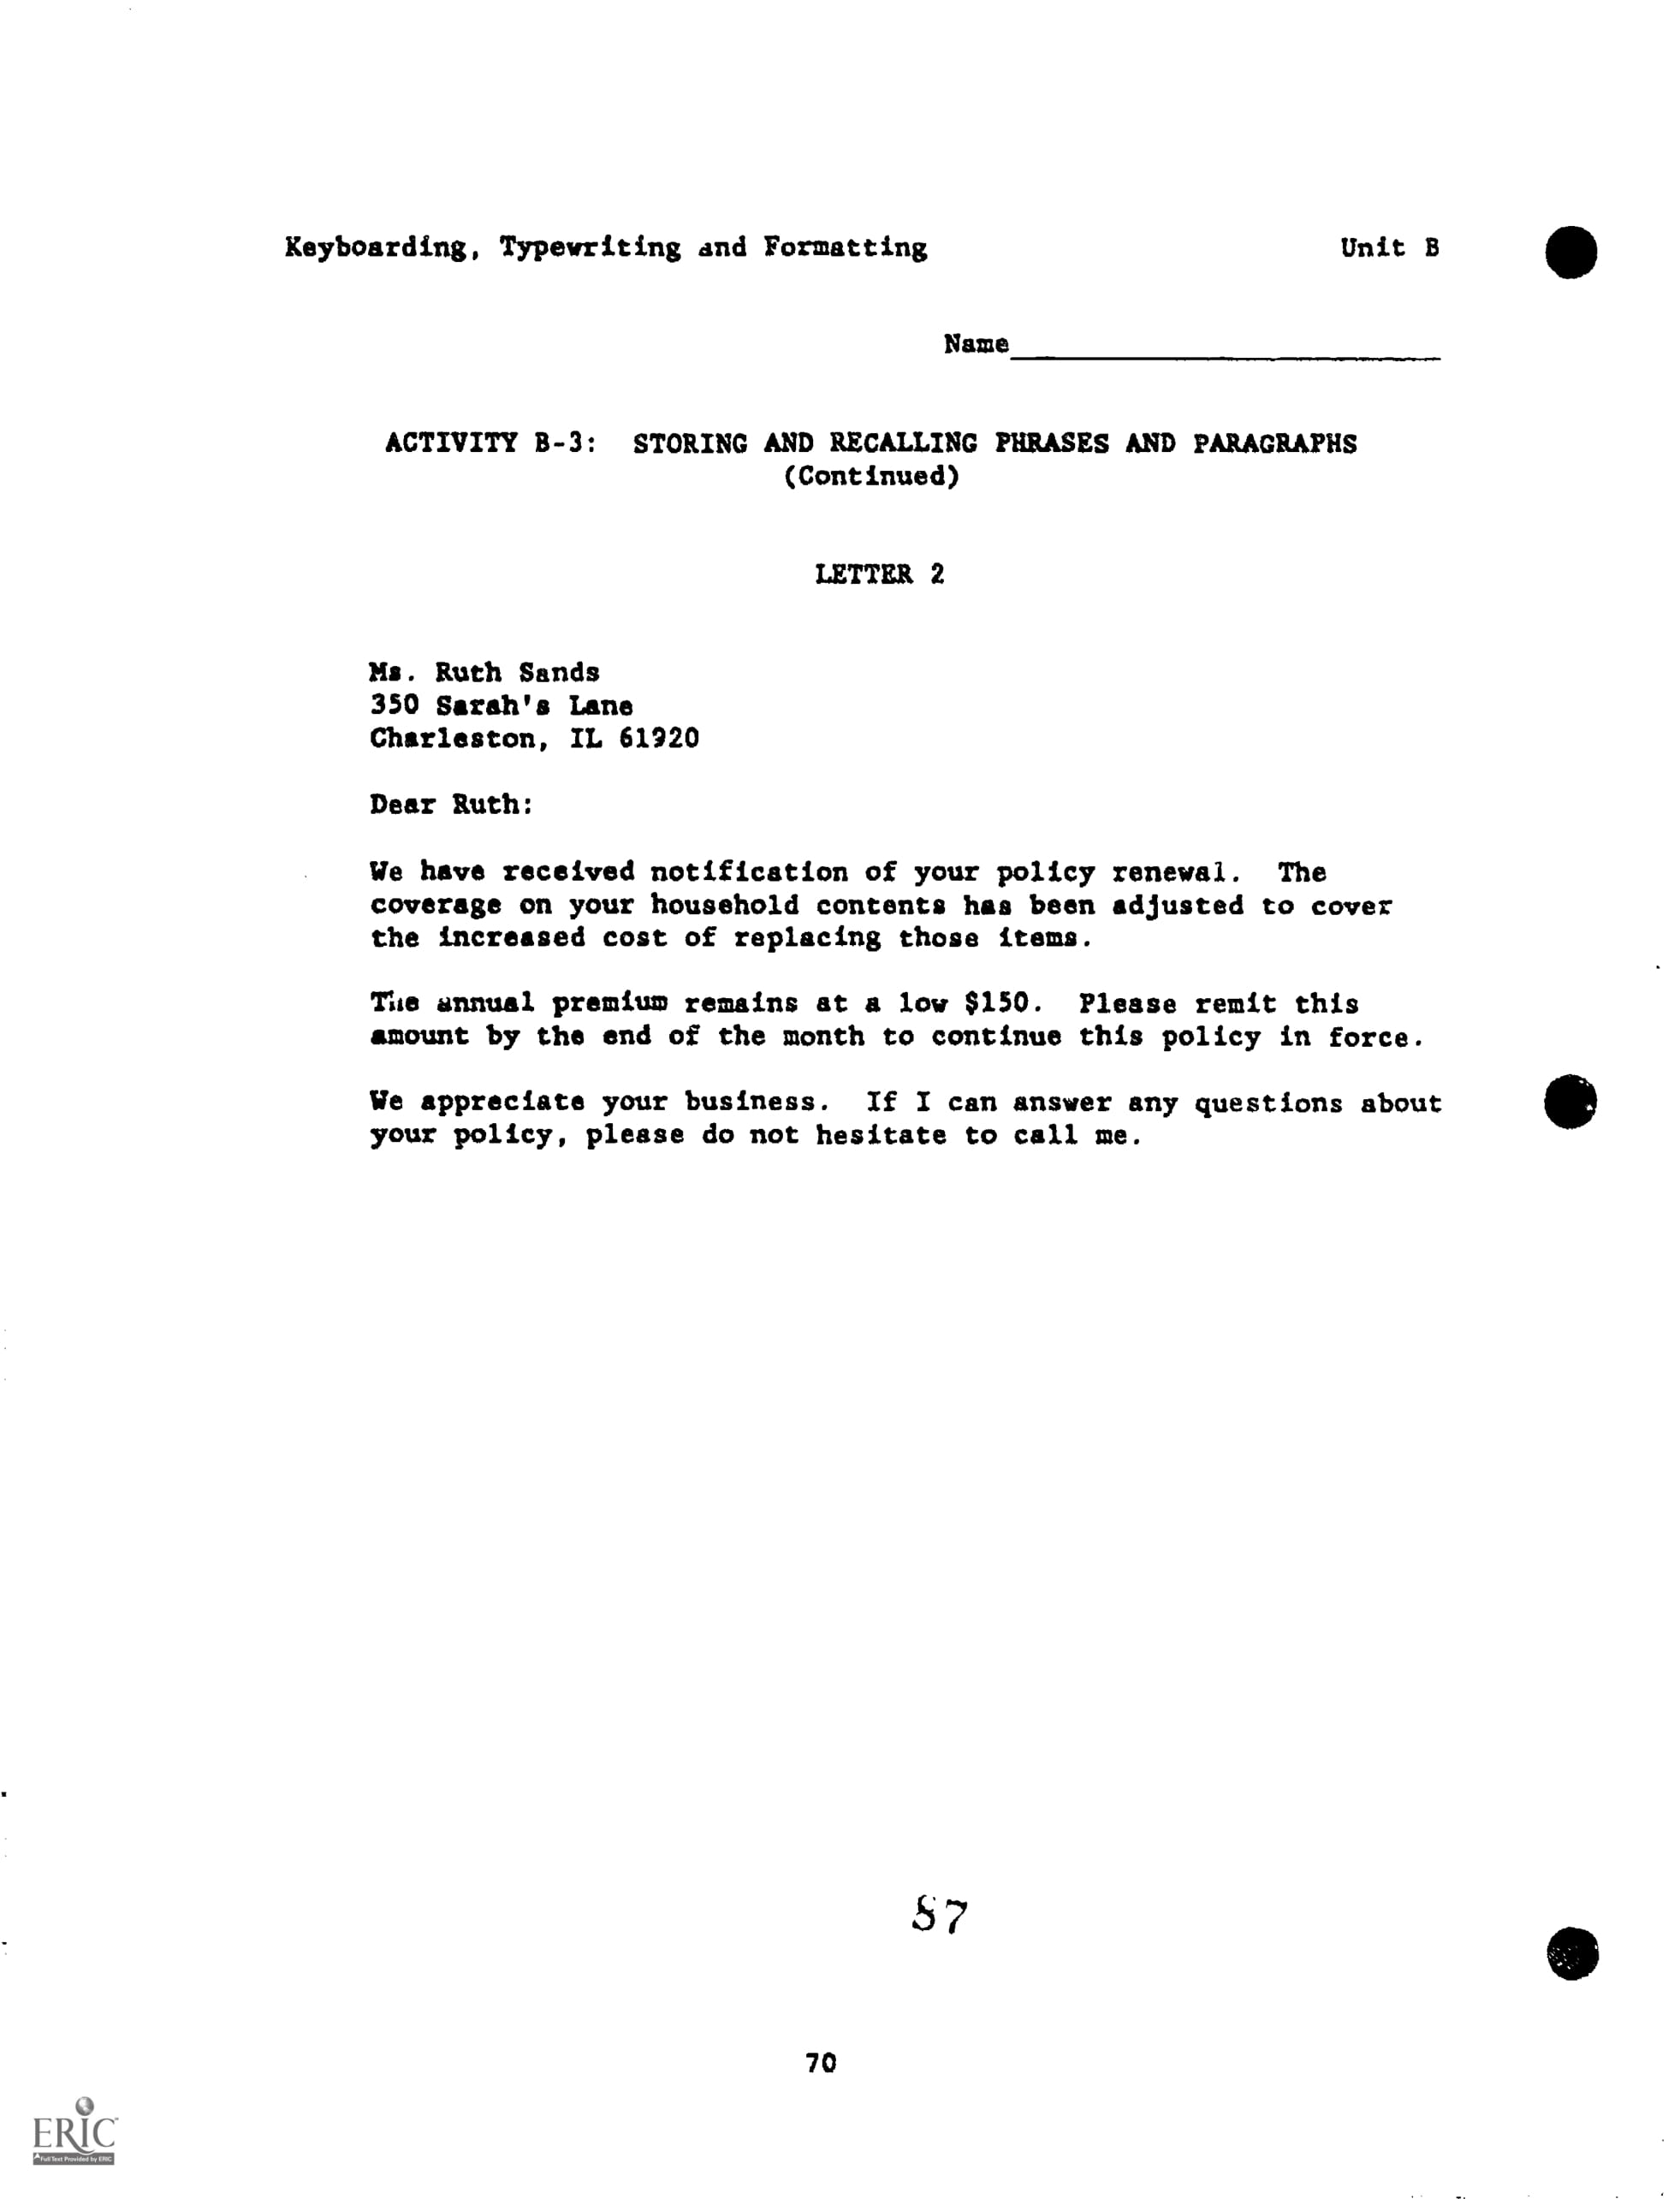 Keyboarding, Typewriting and Formatting Unit B
Name
ACTIVITY B-3: STORING AND RECALLING PHRASES AND PARAGRAPHS
(Continued)
LETTER 2
Ms. Ruth Sands
350 Sarah's Lane
Charleston, IL 61920
Dear Ruth:
We have received notification of your policy renewal. The
coverage on your household contents has been adjusted to cover
the increased cost of replacing those items.
The annual premium remains at a low $150. Please remit this
amount by the end of the month to continue this policy in force.
We appreciate your business. If I can answer any questions about
your policy, please do not hesitate to call me.
87
70
ERIC
Full Text Provided by ERIC